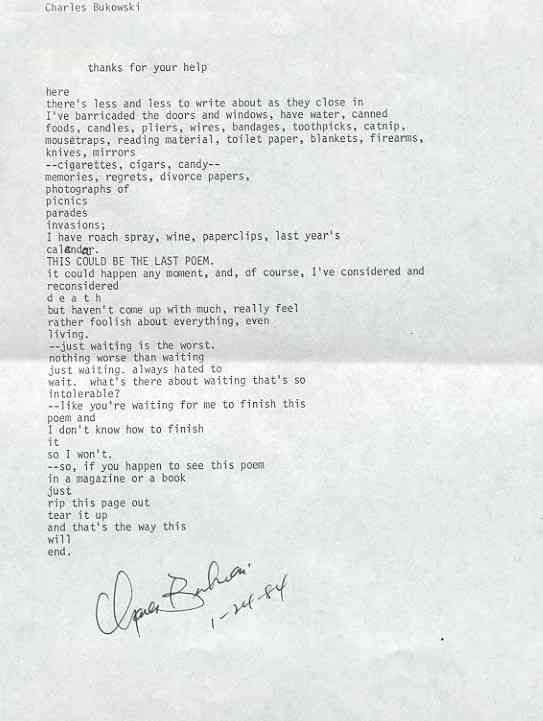 Charles Bukowski
thanks for your help
here
there's less and less to write about as they close in
I've barricaded the doors and windows, have water, canned
foods, candles, pliers, wires, bandages, toothpicks, catnip,
mousetraps, reading material, toilet paper, blankets, firearms,
knives, mirrors
--cigarettes, cigars, candy--
memories, regrets, divorce papers,
photographs of
picnics
parades
invasions;
I have roach spray, wine, paperclips, last year's
calendar.
THIS COULD BE THE LAST POEM.
it could happen any moment, and, of course, I've considered and
reconsidered
d e a t h
but haven't come up with much, really feel
rather foolish about everything, even
living.
--just waiting is the worst.
nothing worse than waiting
just waiting. always hated to
wait.  what's there about waiting that's so
intolerable?
--like you're waiting for me to finish this
poem and
I don't know how to finish
it
so I won't.
--so, if you happen to see this poem
in a magazine or a book
just
rip this page out
tear it up
and that's the way this
will
end.
Charles Bukowski
1-24-84